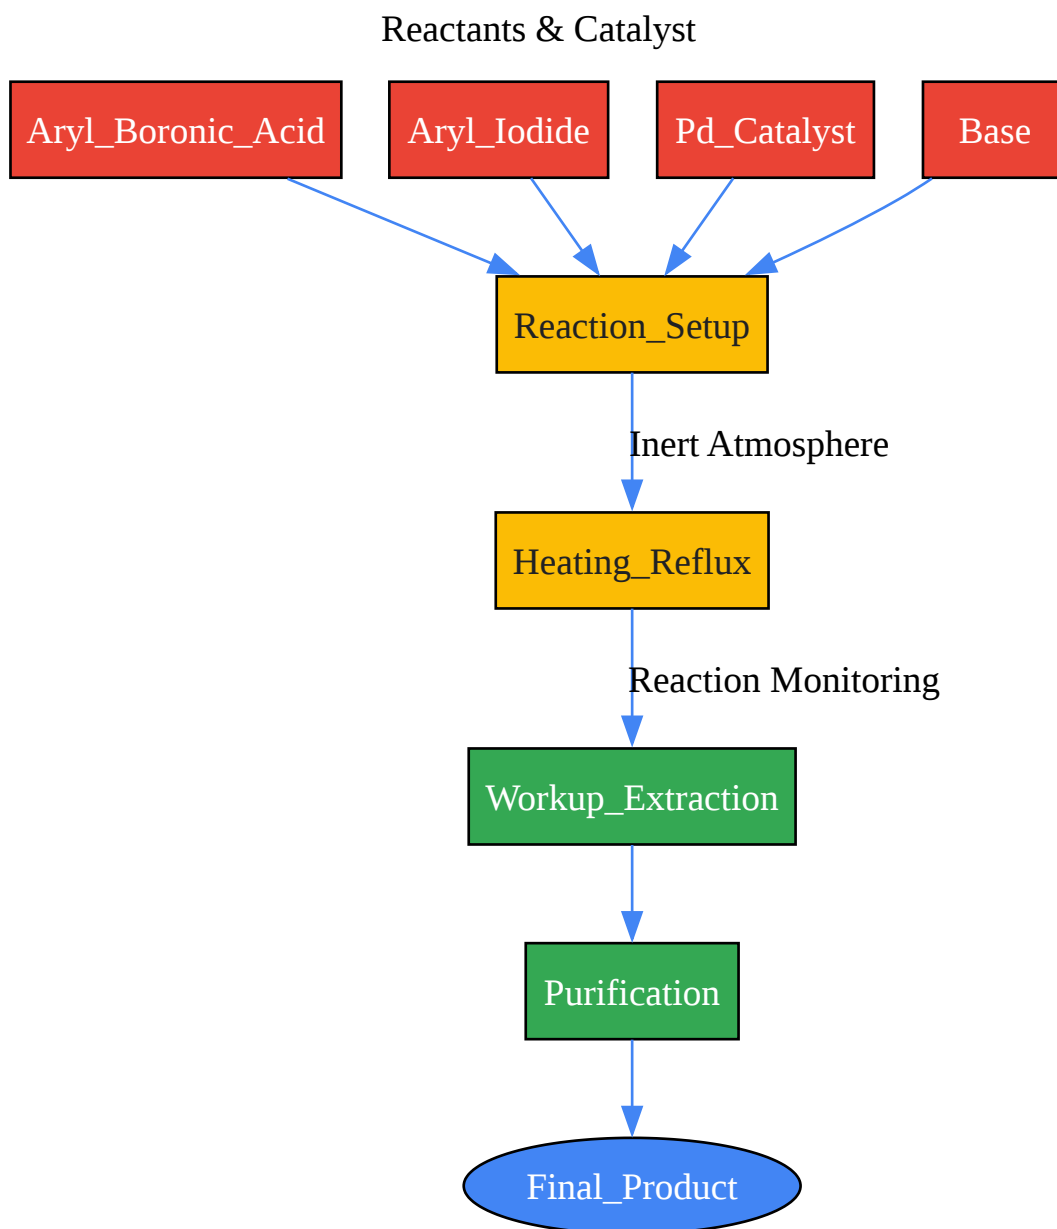 Reactants & Catalyst
Aryl_Boronic_Acid
Aryl_Iodide
Pd_Catalyst
Base
Reaction_Setup
Inert Atmosphere
Heating_Reflux
Reaction Monitoring
Workup_Extraction
Purification
Final_Product